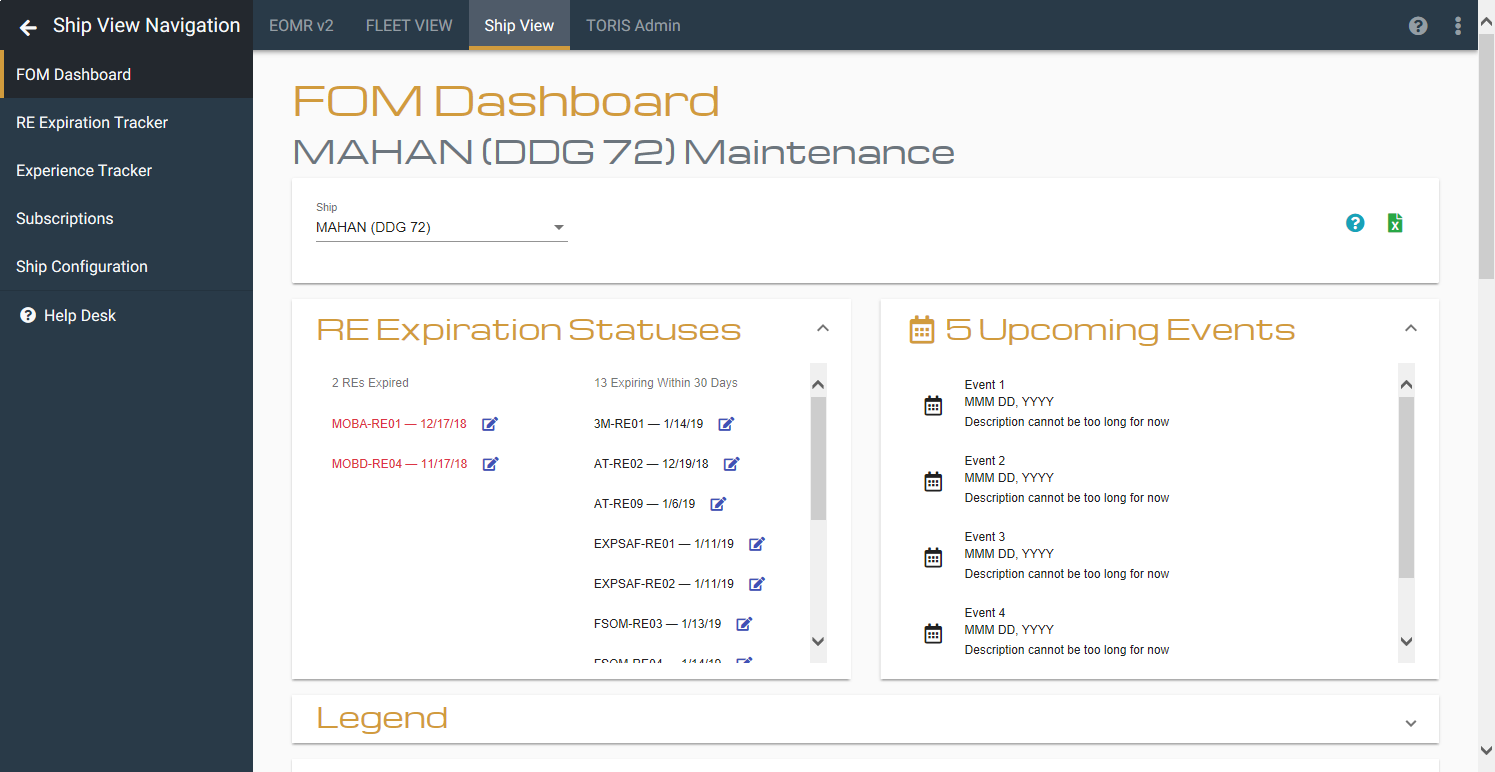 Ship View Navigation
EOMR v2
FLEET VIEW
Ship View
TORIS Admin
FOM Dashboard
RE Expiration Tracker
Experience Tracker
Subscriptions
Ship Configuration
Help Desk
FOM Dashboard
MAHAN (DDG 72) Maintenance
Ship
MAHAN (DDG 72)
RE Expiration Statuses
2 REs Expired
MOBA-RE01 — 12/17/18
MOBD-RE04 — 11/17/18
13 Expiring Within 30 Days
3M-RE01 — 1/14/19
AT-RE02 — 12/19/18
AT-RE09 — 1/6/19
EXPSAF-RE01 — 1/11/19
EXPSAF-RE02 — 1/11/19
FSOM-RE03 — 1/13/19
FSOM-RE04 — 1/14/19
5 Upcoming Events
Event 1
MMM DD, YYYY
Description cannot be too long for now
Event 2
MMM DD, YYYY
Description cannot be too long for now
Event 3
MMM DD, YYYY
Description cannot be too long for now
Event 4
MMM DD, YYYY
Description cannot be too long for now
Legend